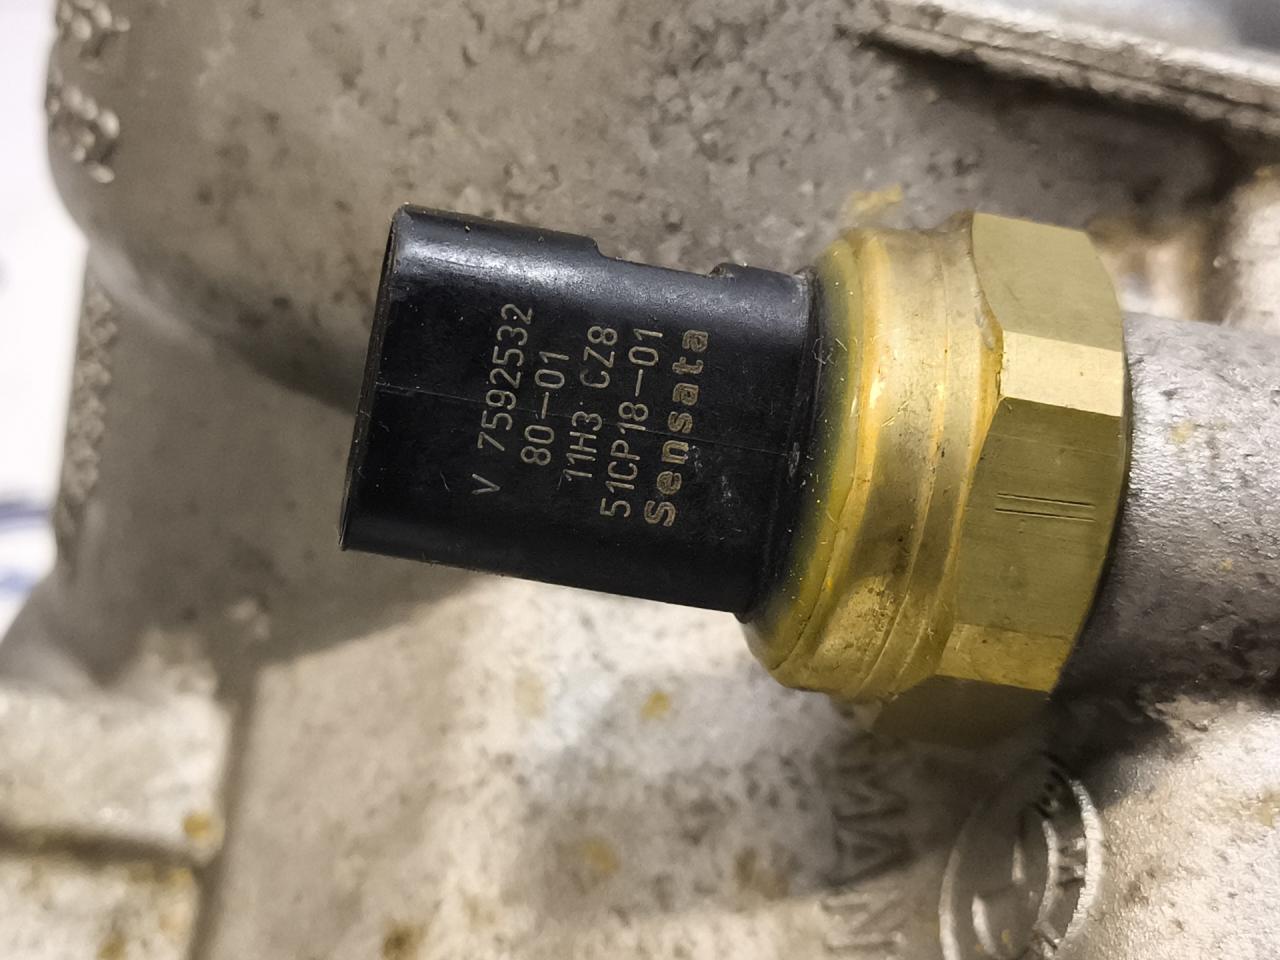 V 7592532
80-01
11H3 CZ8
51CP18-01
sensata